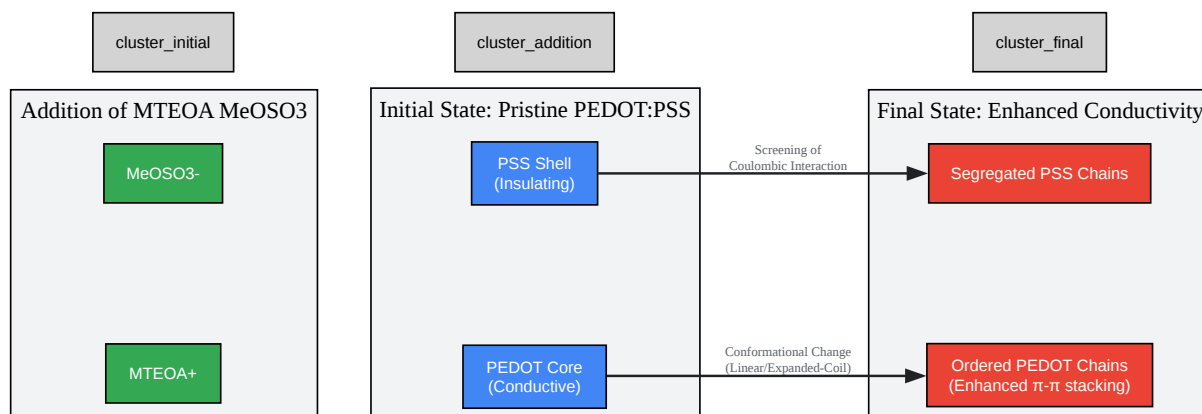 cluster_initial
cluster_addition
cluster_final
Addition of MTEOA MeOSO3
Initial State: Pristine PEDOT:PSS
Final State: Enhanced Conductivity
MeOSO3-
PSS Shell
(Insulating)
Screening of
Coulombic Interaction
Segregated PSS Chains
MTEOA+
PEDOT Core
(Conductive)
Conformational Change
(Linear/Expanded-Coil)
Ordered PEDOT Chains
(Enhanced π-π stacking)